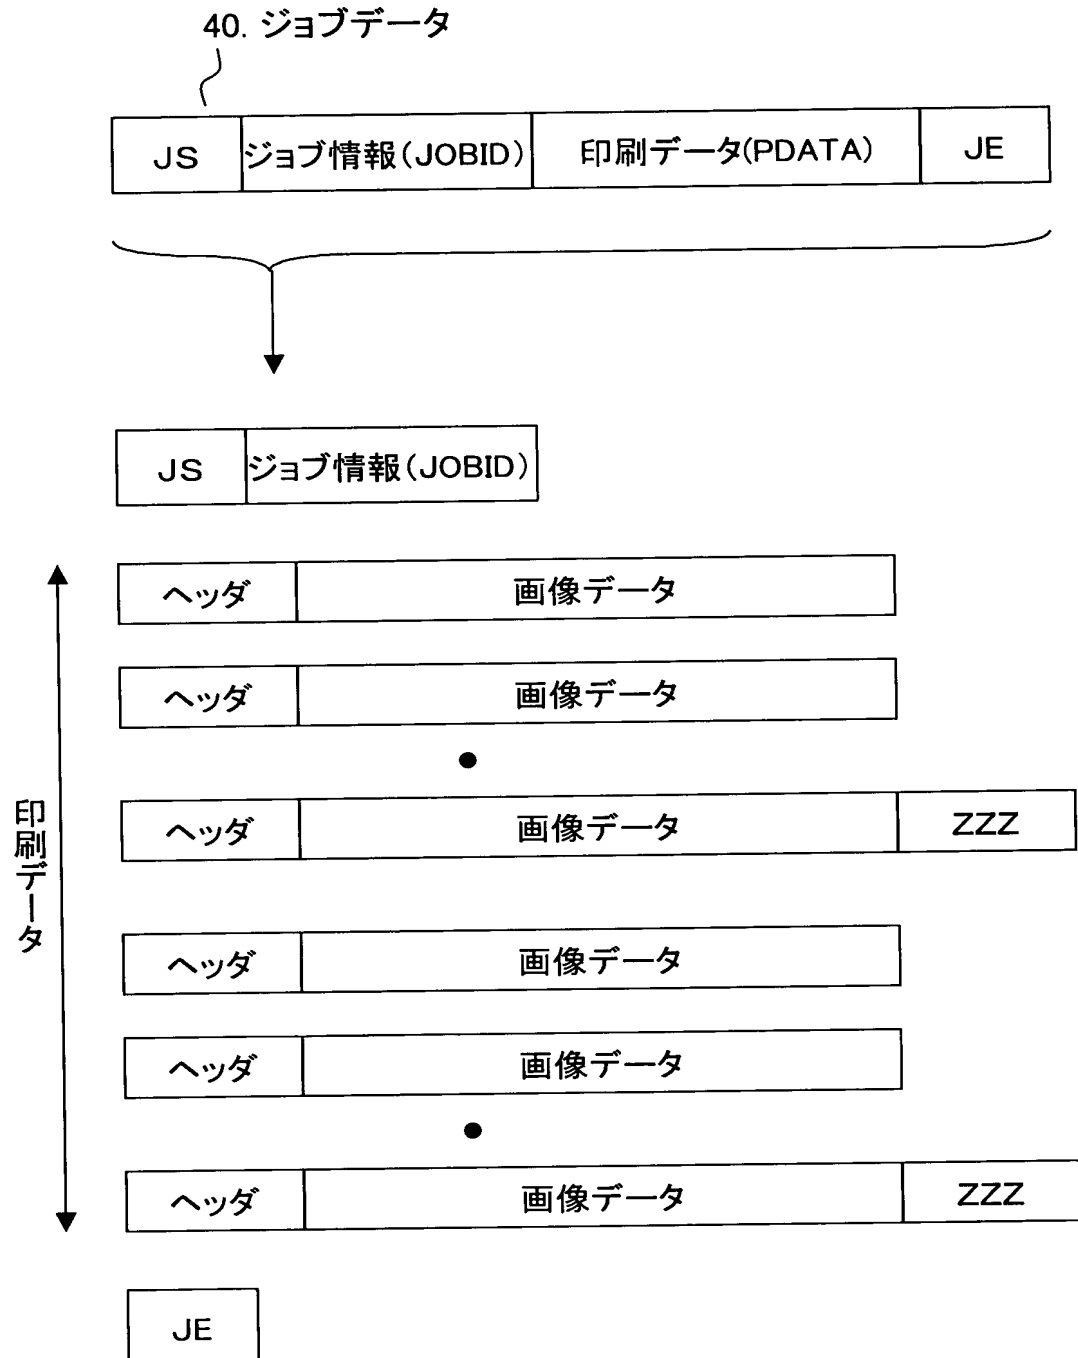 40. ジョブデータ
JS ジョブ情報(JOBID) 印刷データ(PDATA) JE
JS ジョブ情報(JOBID)
ヘッダ 画像データ
ヘッダ 画像データ
ヘッダ 画像データ ZZZ
印刷データ
ヘッダ 画像データ
ヘッダ 画像データ
ヘッダ 画像データ ZZZ
JE